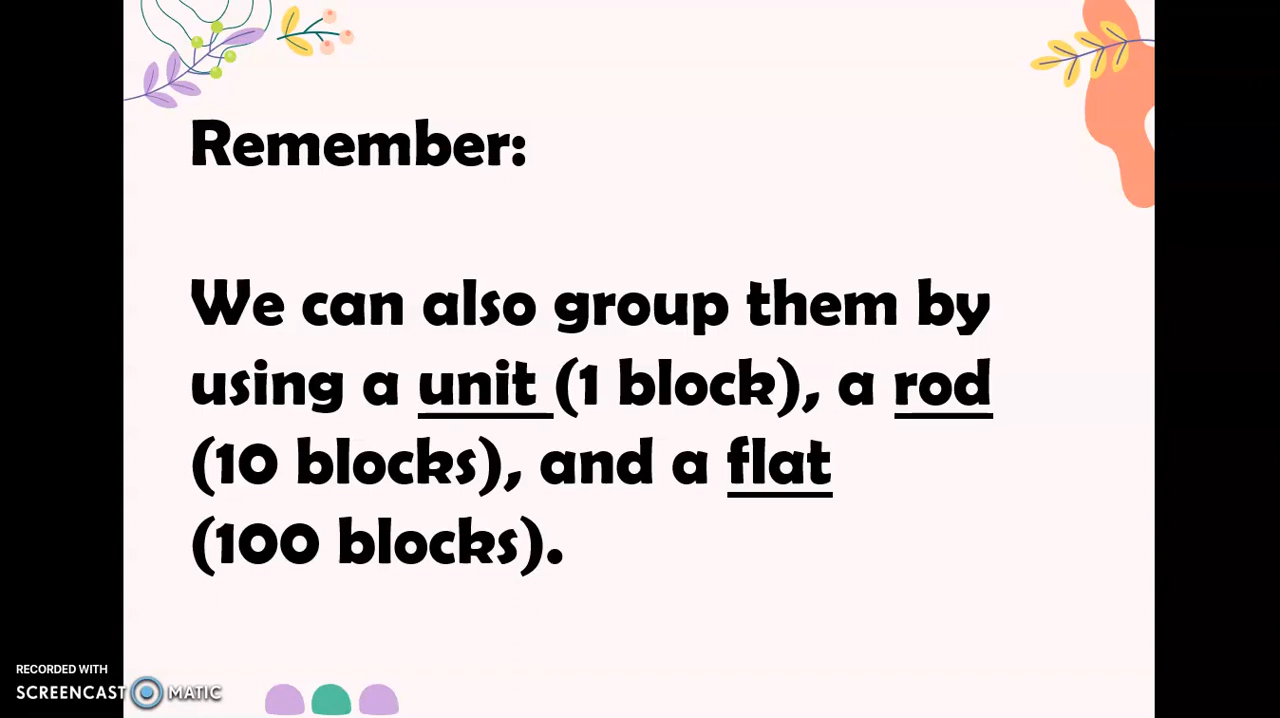 Remember:
We can also group them by
using a unit (1 block), a rod
(10 blocks), and a flat
(100 blocks).
RECORDED WITH
SCREENCAST MATIC